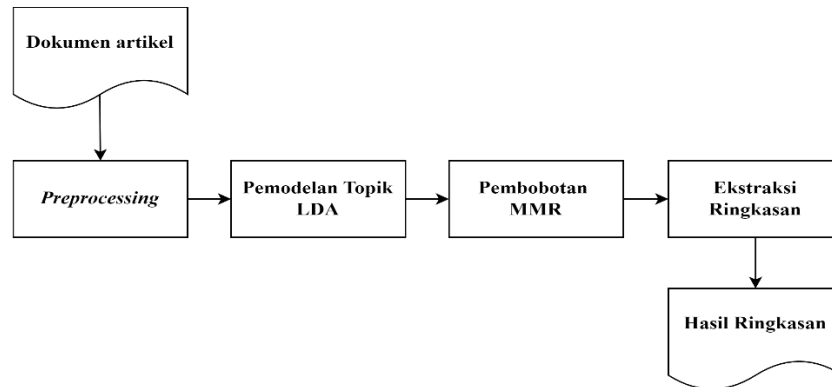 Dokumen artikel
Preprocessing
Pemodelan Topik
LDA
Pembobotan
MMR
Ekstraksi
Ringkasan
Hasil Ringkasan